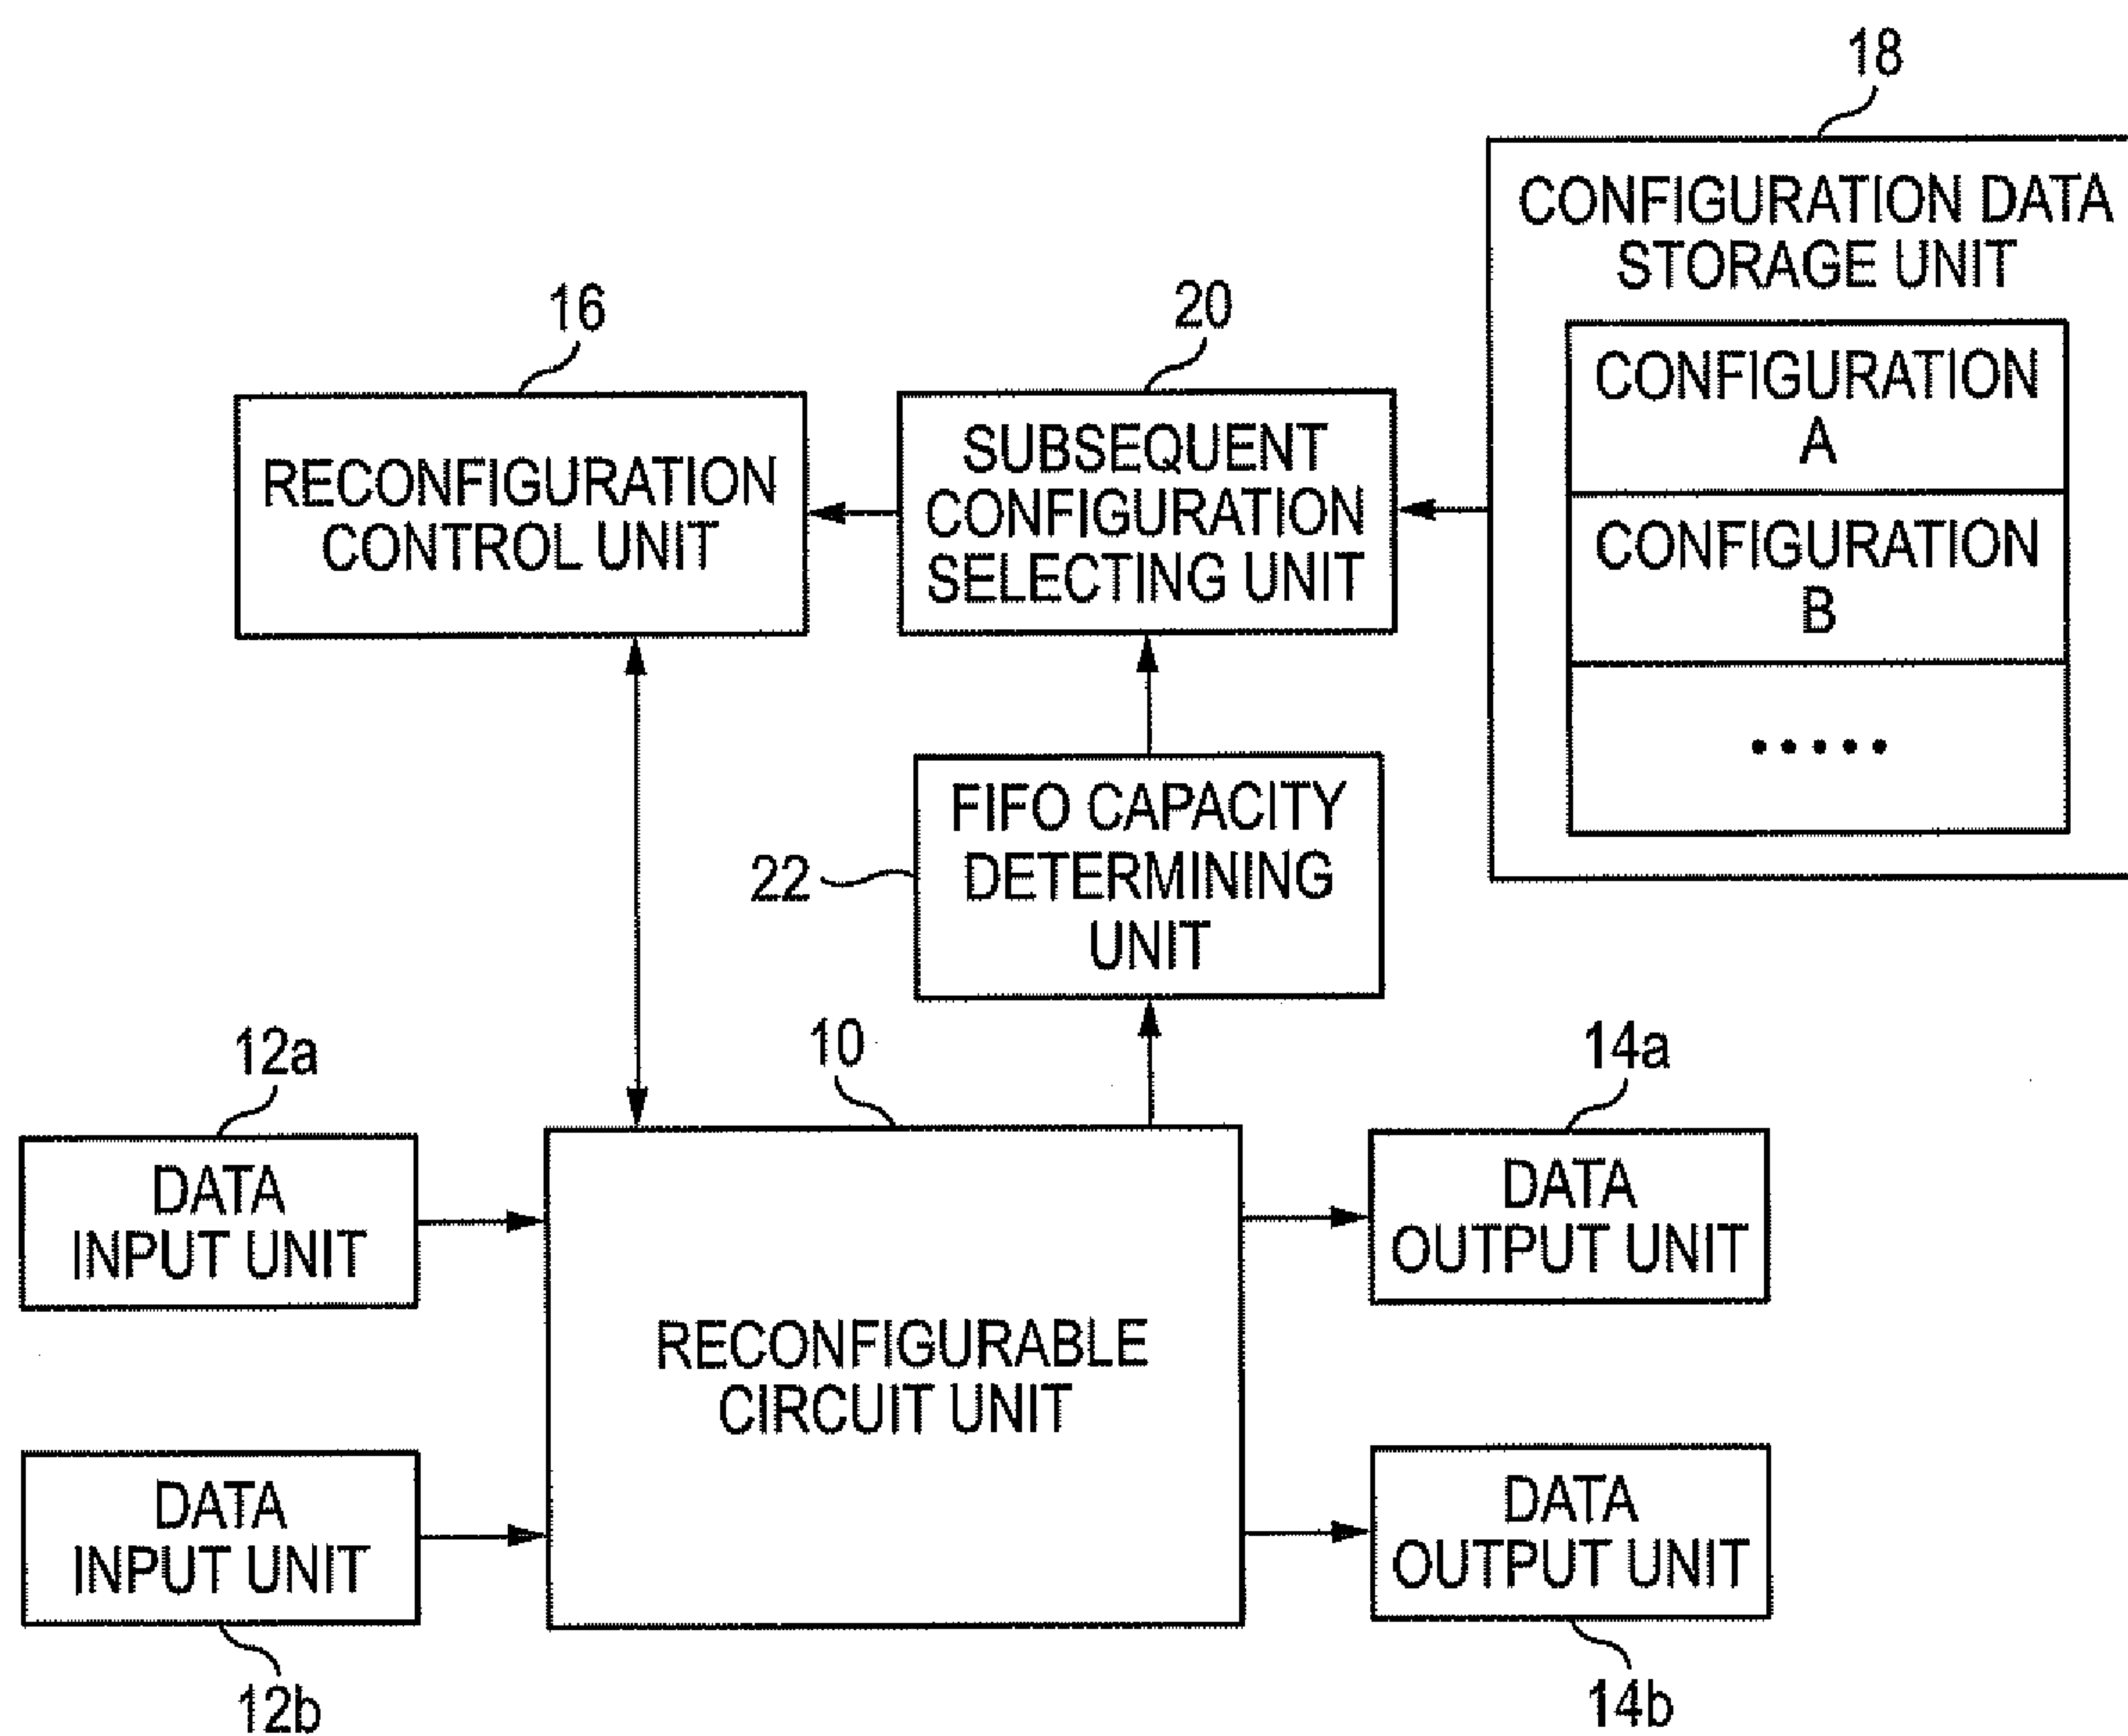 18
CONFIGURATION DATA
STORAGE UNIT
CONFIGURATION
A
CONFIGURATION
B
.....
16
RECONFIGURATION
CONTROL UNIT
20
SUBSEQUENT
CONFIGURATION
SELECTING UNIT
22
FIFO CAPACITY
DETERMINING
UNIT
12a
DATA
INPUT UNIT
10
RECONFIGURABLE
CIRCUIT UNIT
14a
DATA
OUTPUT UNIT
DATA
INPUT UNIT
12b
DATA
OUTPUT UNIT
14b